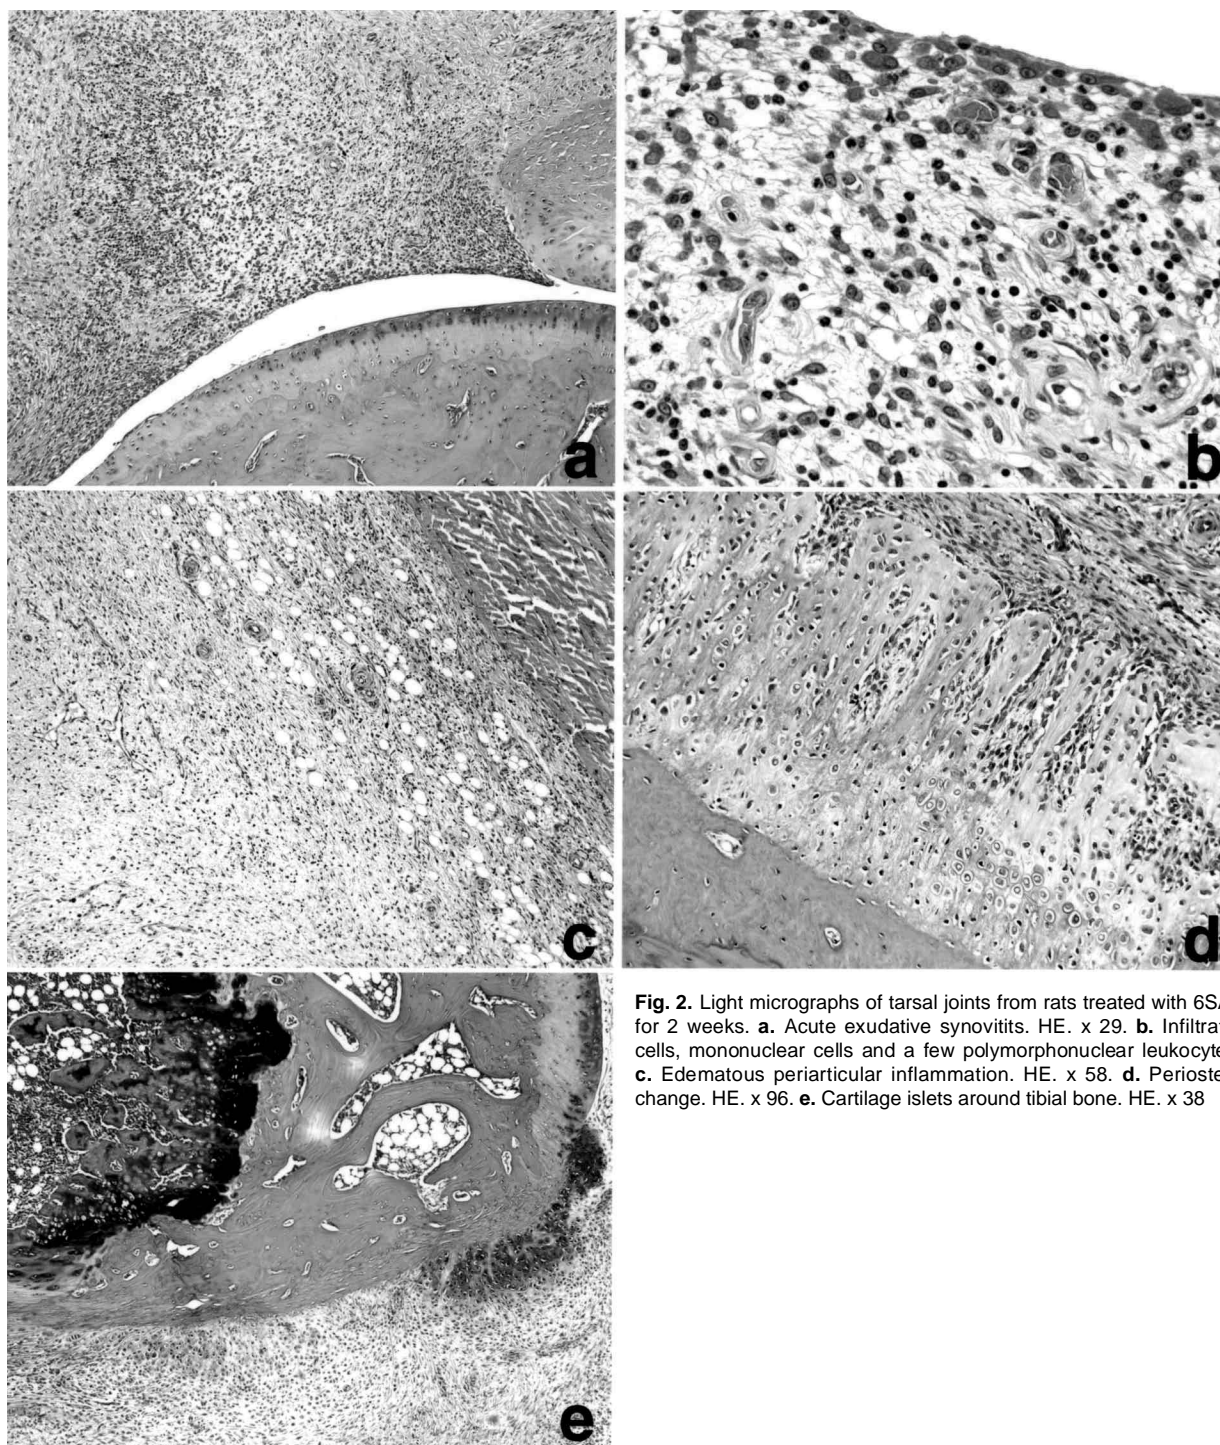 a
b
c
d
e
Fig. 2. Light micrographs of tarsal joints from rats treated with 6S
for 2 weeks. a. Acute exudative synovitits. HE. x 29. b. Infiltrat
cells, mononuclear cells and a few polymorphonuclear leukocyte
c. Edematous periarticular inflammation. HE. x 58. d. Perioste
change. HE. x 96. e. Cartilage islets around tibial bone. HE. x 38